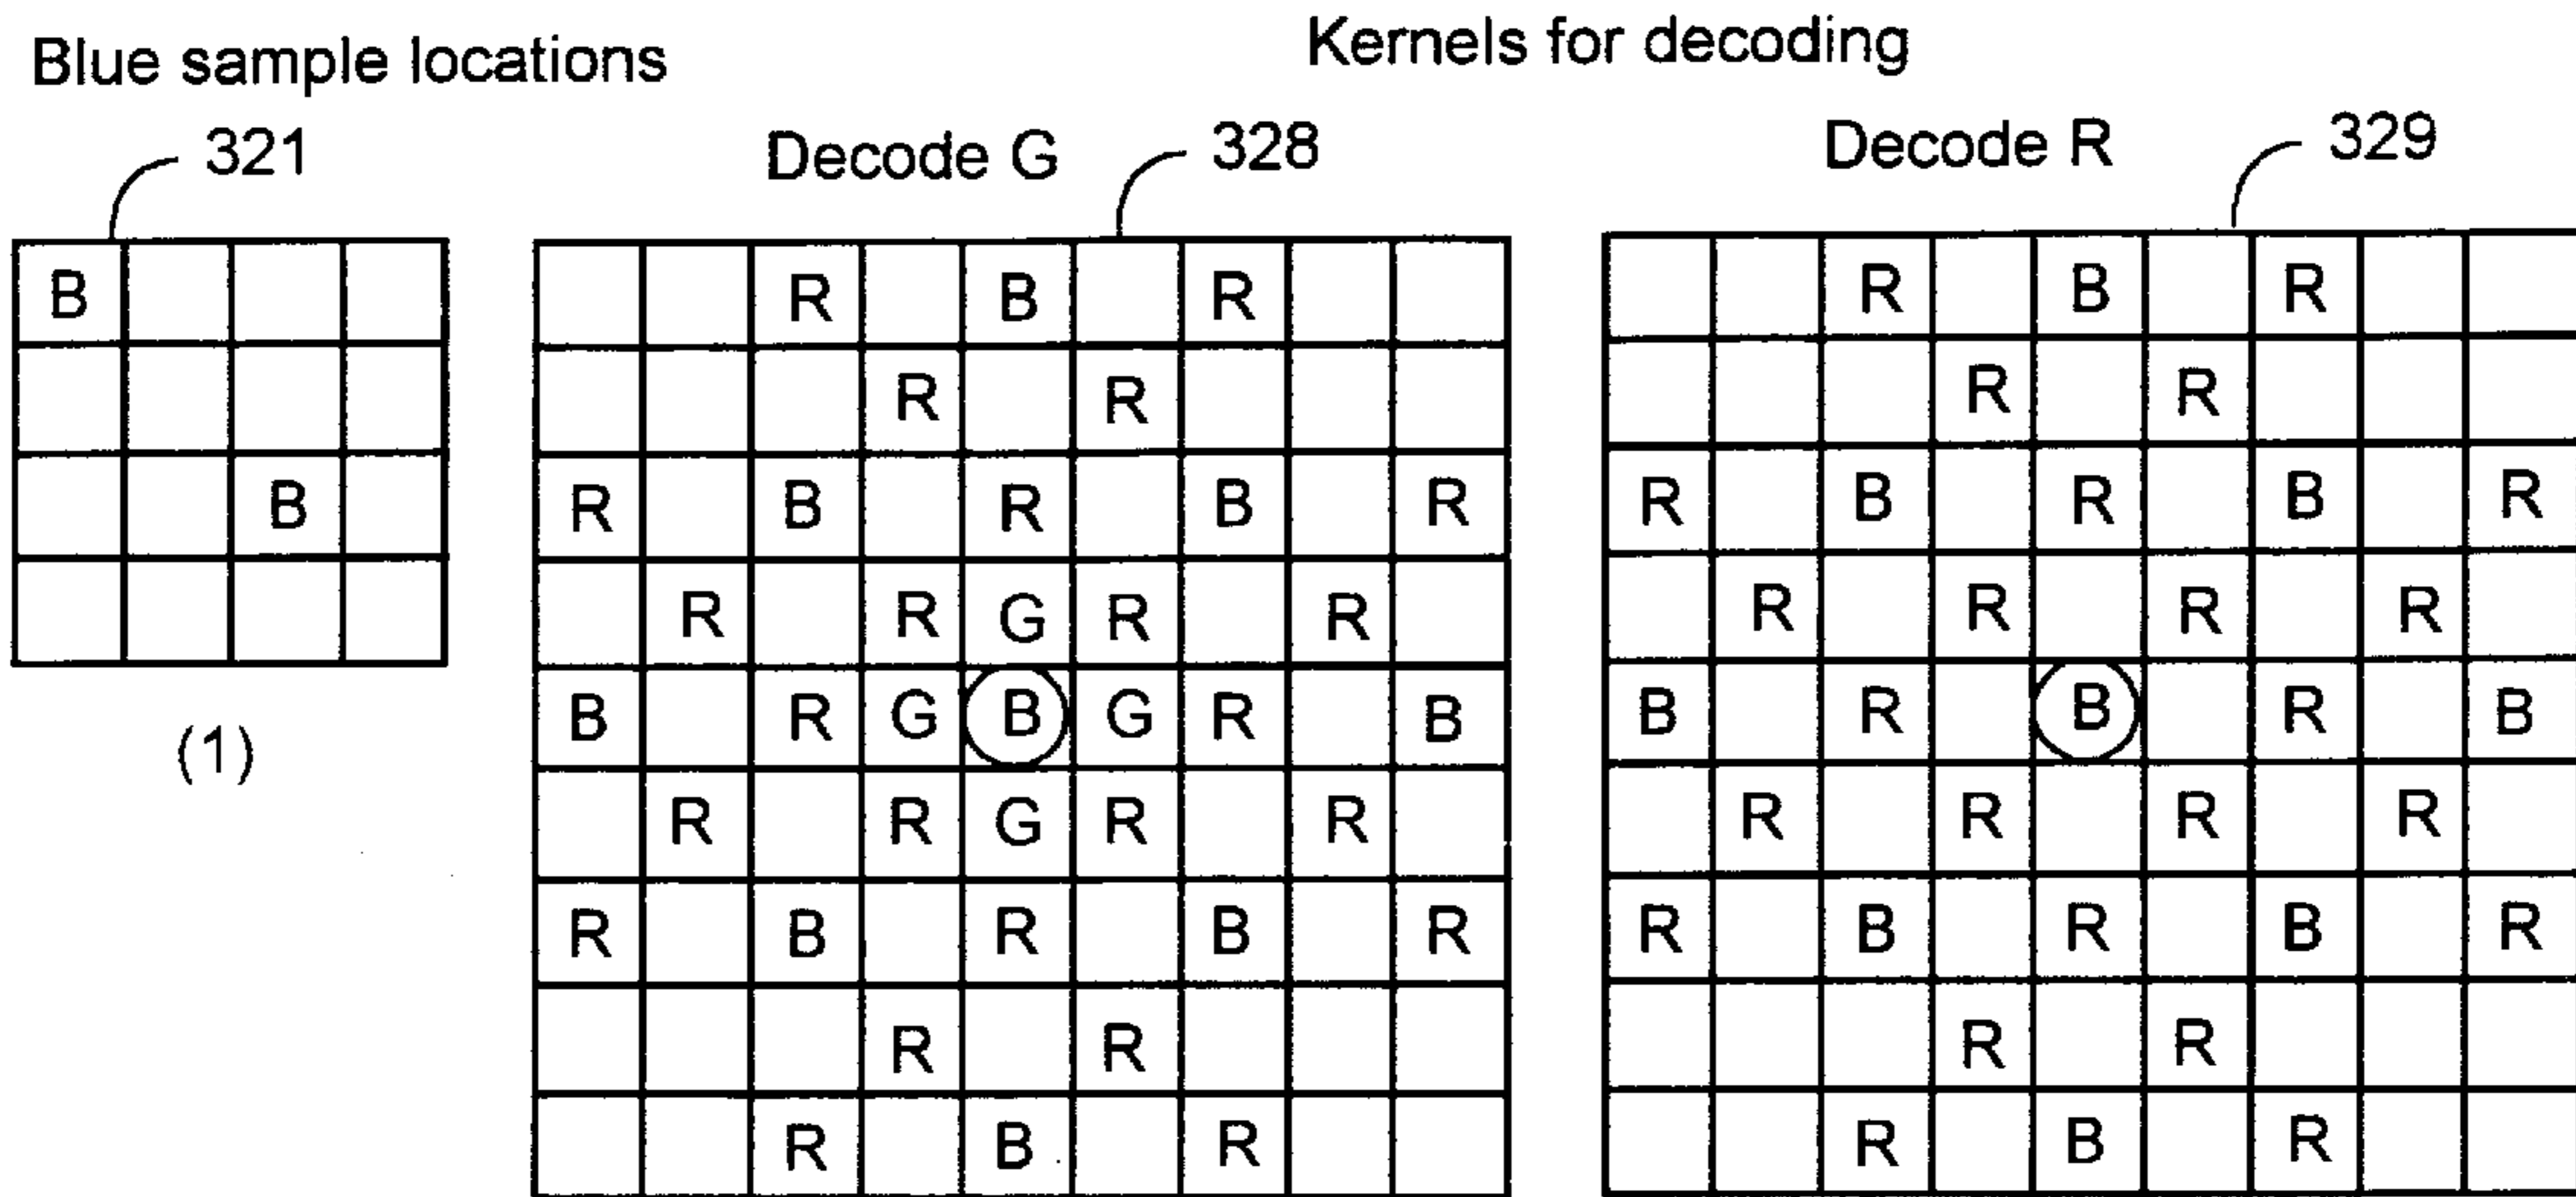 Blue sample locations
Kernels for decoding
321
Decode G
328
Decode R
329
B
B
(1)
R B R
R R
R B R B R
R R G R R
B R G B G R B
R R G R R
R B R B R
R R
R B R
R B R
R R
R B R B R
R R R R
B R B R B
R R R R
R B R B R
R R
R B R